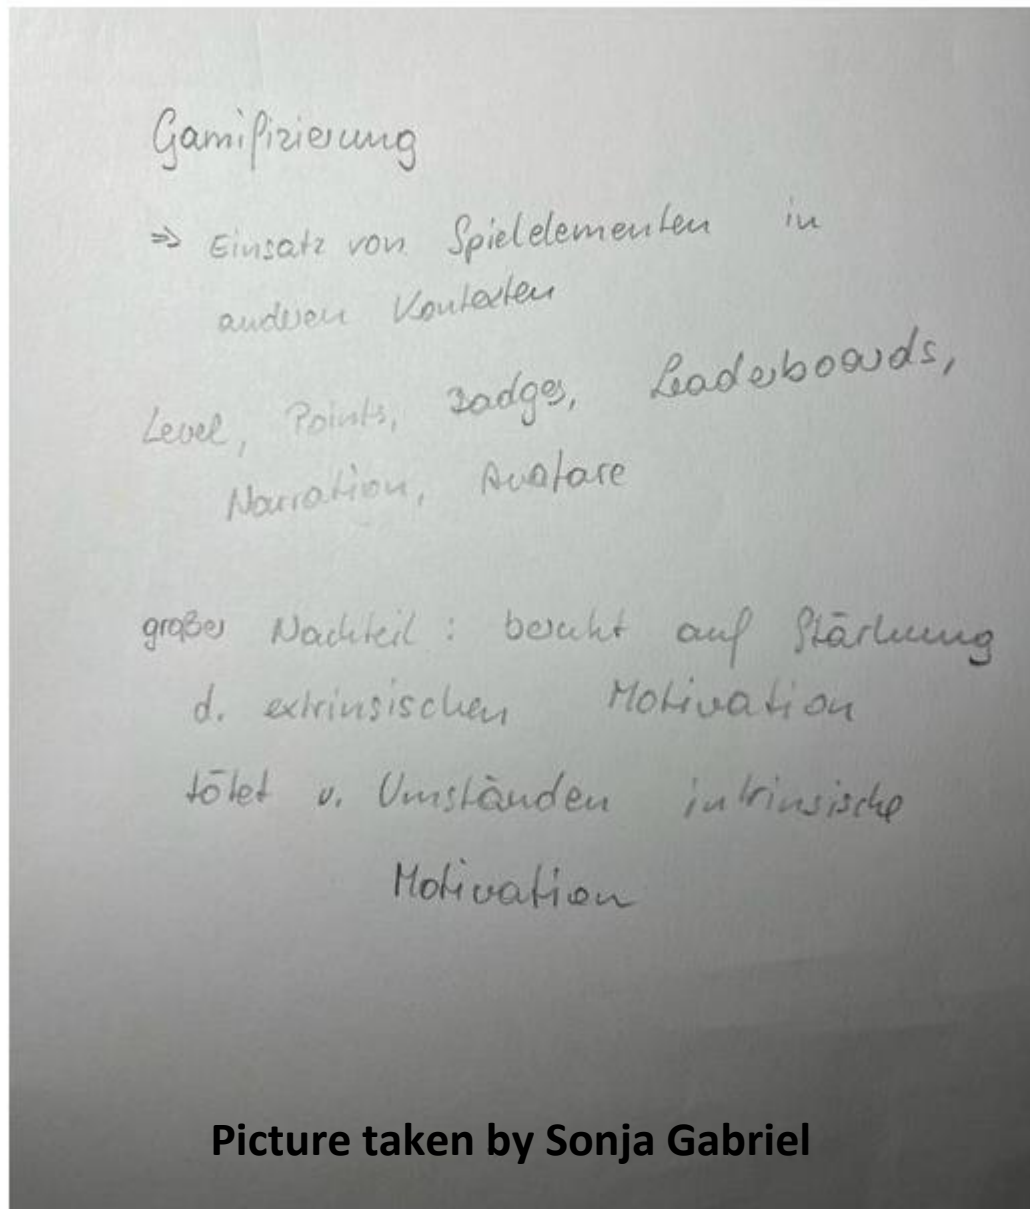 Gamifizierung
⇒ Einsatz von Spielelementen in
anderen Kontexten
Level, Points, Badges, Leaderboards,
Narration, Avatare
großer Nachteil: beruht auf Stärkung
d. extrinsischen Motivation
tötet u. Umständen intrinsische
Motivation
Picture taken by Sonja Gabriel